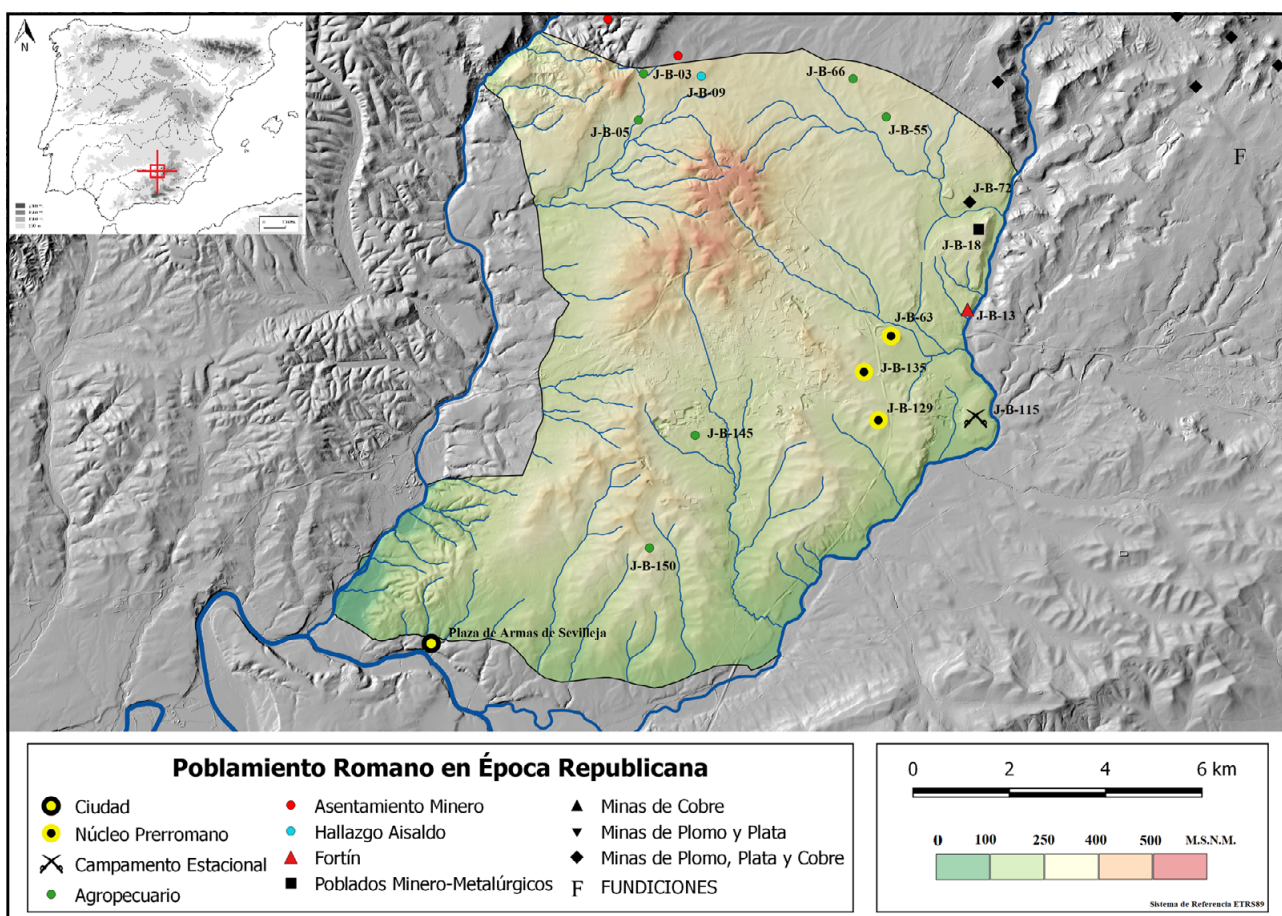 N
J-B-03
J-B-09
J-B-66
J-B-05
J-B-55
F
J-B-72
J-B-18
J-B-13
J-B-63
J-B-135
J-B-129
J-B-115
J-B-145
J-B-150
Plaza de Armas de Sevilleja
Poblamiento Romano en Época Republicana
Ciudad
Núcleo Prerromano
Campamento Estacional
Agropecuario
Asentamiento Minero
Hallazgo Aisaldo
Fortín
Poblados Minero-Metalúrgicos
Minas de Cobre
Minas de Plomo y Plata
Minas de Plomo, Plata y Cobre
F FUNDICIONES
0 2 4 6 km
0 100 250 400 500 M.S.N.M.
Sistema de Referencia ETRS89